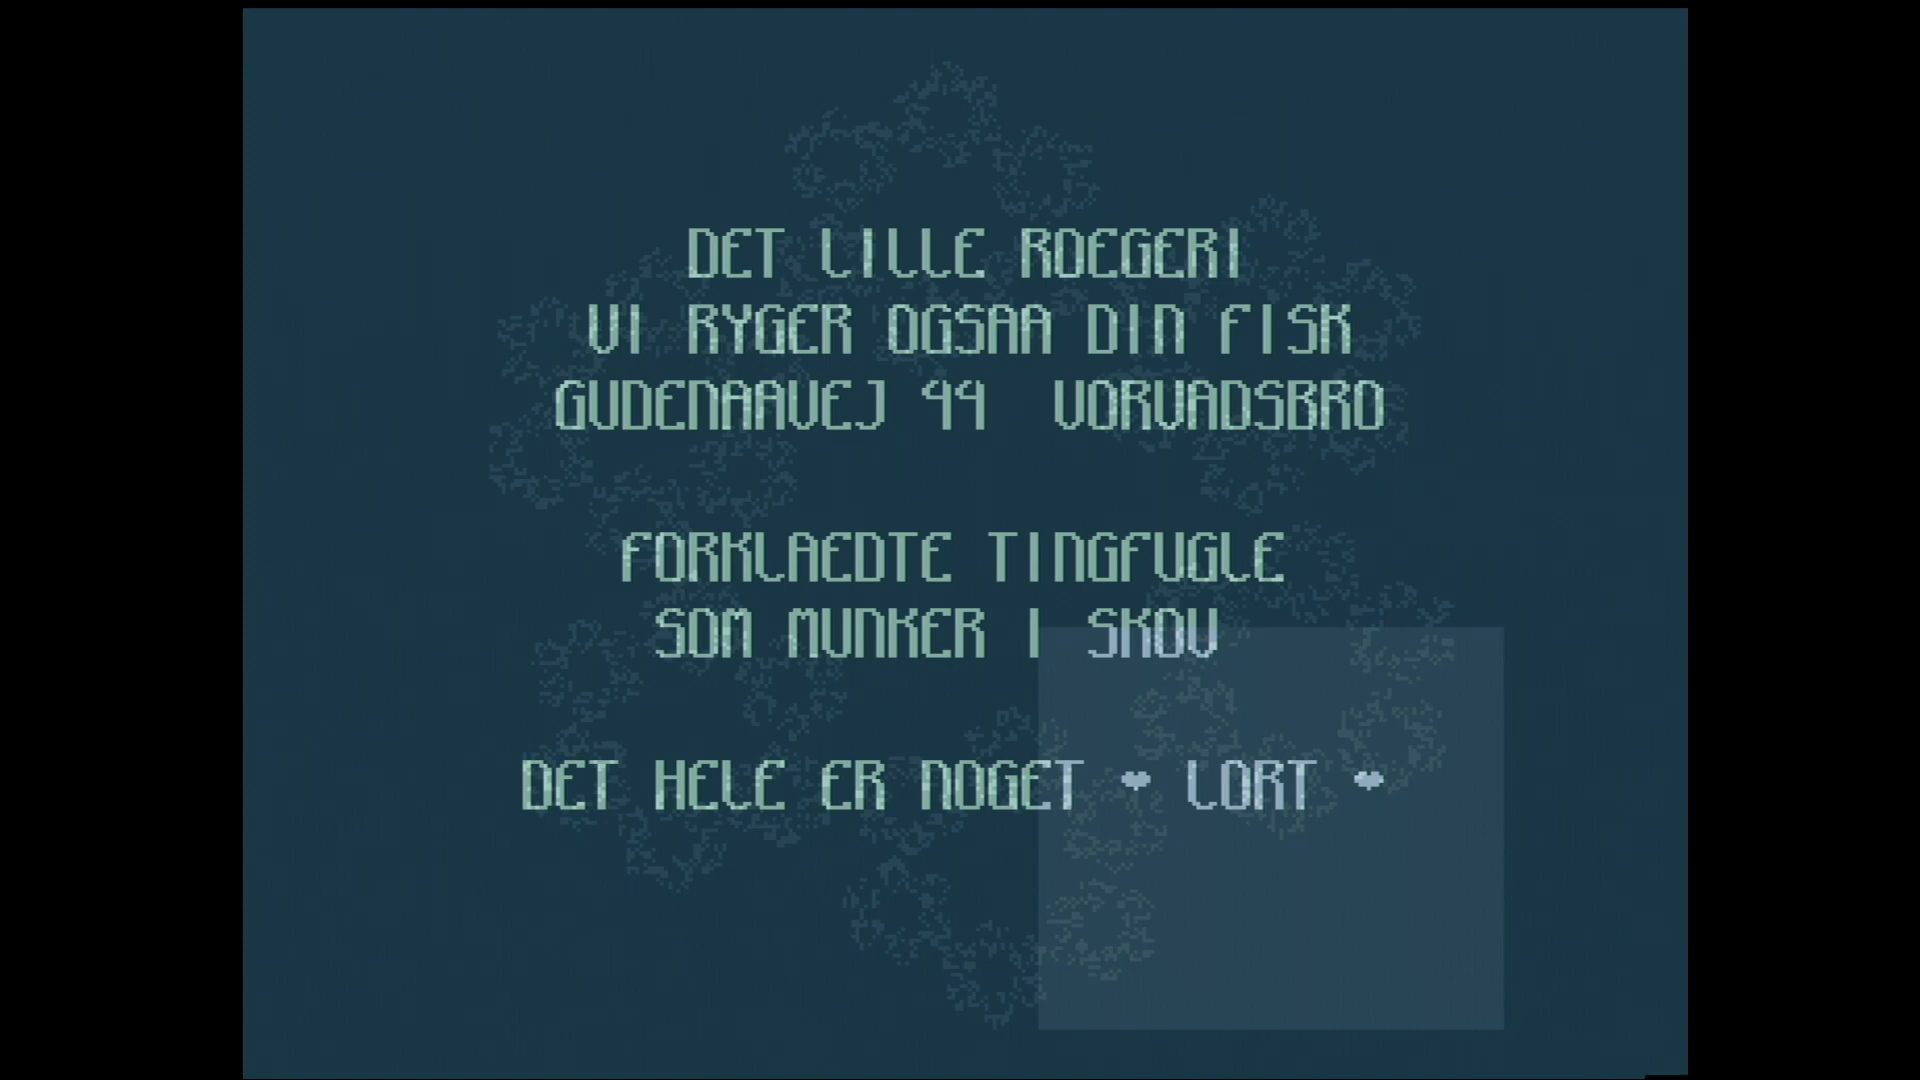 DET LILLE ROEGERI
VI RYGER OGSAA DIN FISK
GUDENAAVEJ 44  VORVADSBRO
FORKLAEDTE TINGFUGLE
SOM MUNKER I SKOV
DET HELE ER NOGET ❤ LORT ❤